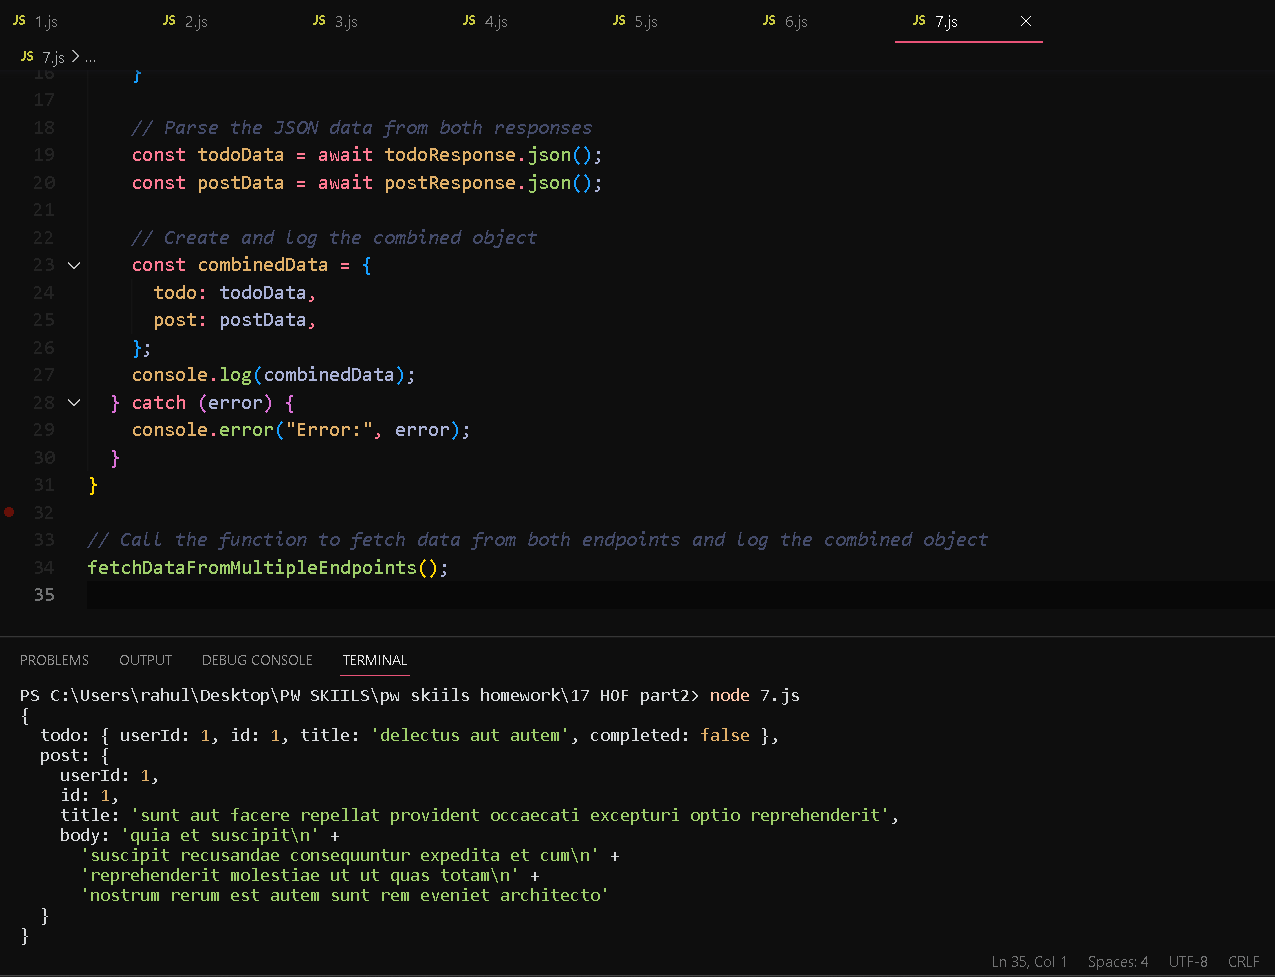 JS 1.js JS 2.js JS 3.js JS 4.js JS 5.js JS 6.js JS 7.js
JS 7.js > ...
16 }
17
18 // Parse the JSON data from both responses
19 const todoData = await todoResponse.json();
20 const postData = await postResponse.json();
21
22 // Create and log the combined object
23 const combinedData = {
24 todo: todoData,
25 post: postData,
26 };
27 console.log(combinedData);
28 } catch (error) {
29 console.error("Error:", error);
30 }
31 }
32
33 // Call the function to fetch data from both endpoints and log the combined object
34 fetchDataFromMultipleEndpoints();
35
PROBLEMS OUTPUT DEBUG CONSOLE TERMINAL
PS C:\Users\rahul\Desktop\PW SKIILS\pw skiils homework\17 HOF part2> node 7.js
{
todo: { userId: 1, id: 1, title: 'delectus aut autem', completed: false },
post: {
userId: 1,
id: 1,
title: 'sunt aut facere repellat provident occaecati excepturi optio reprehenderit',
body: 'quia et suscipit\n' +
'suscipit recusandae consequuntur expedita et cum\n' +
'reprehenderit molestiae ut ut quas totam\n' +
'nostrum rerum est autem sunt rem eveniet architecto'
}
}
Ln 35, Col 1 Spaces: 4 UTF-8 CRLF